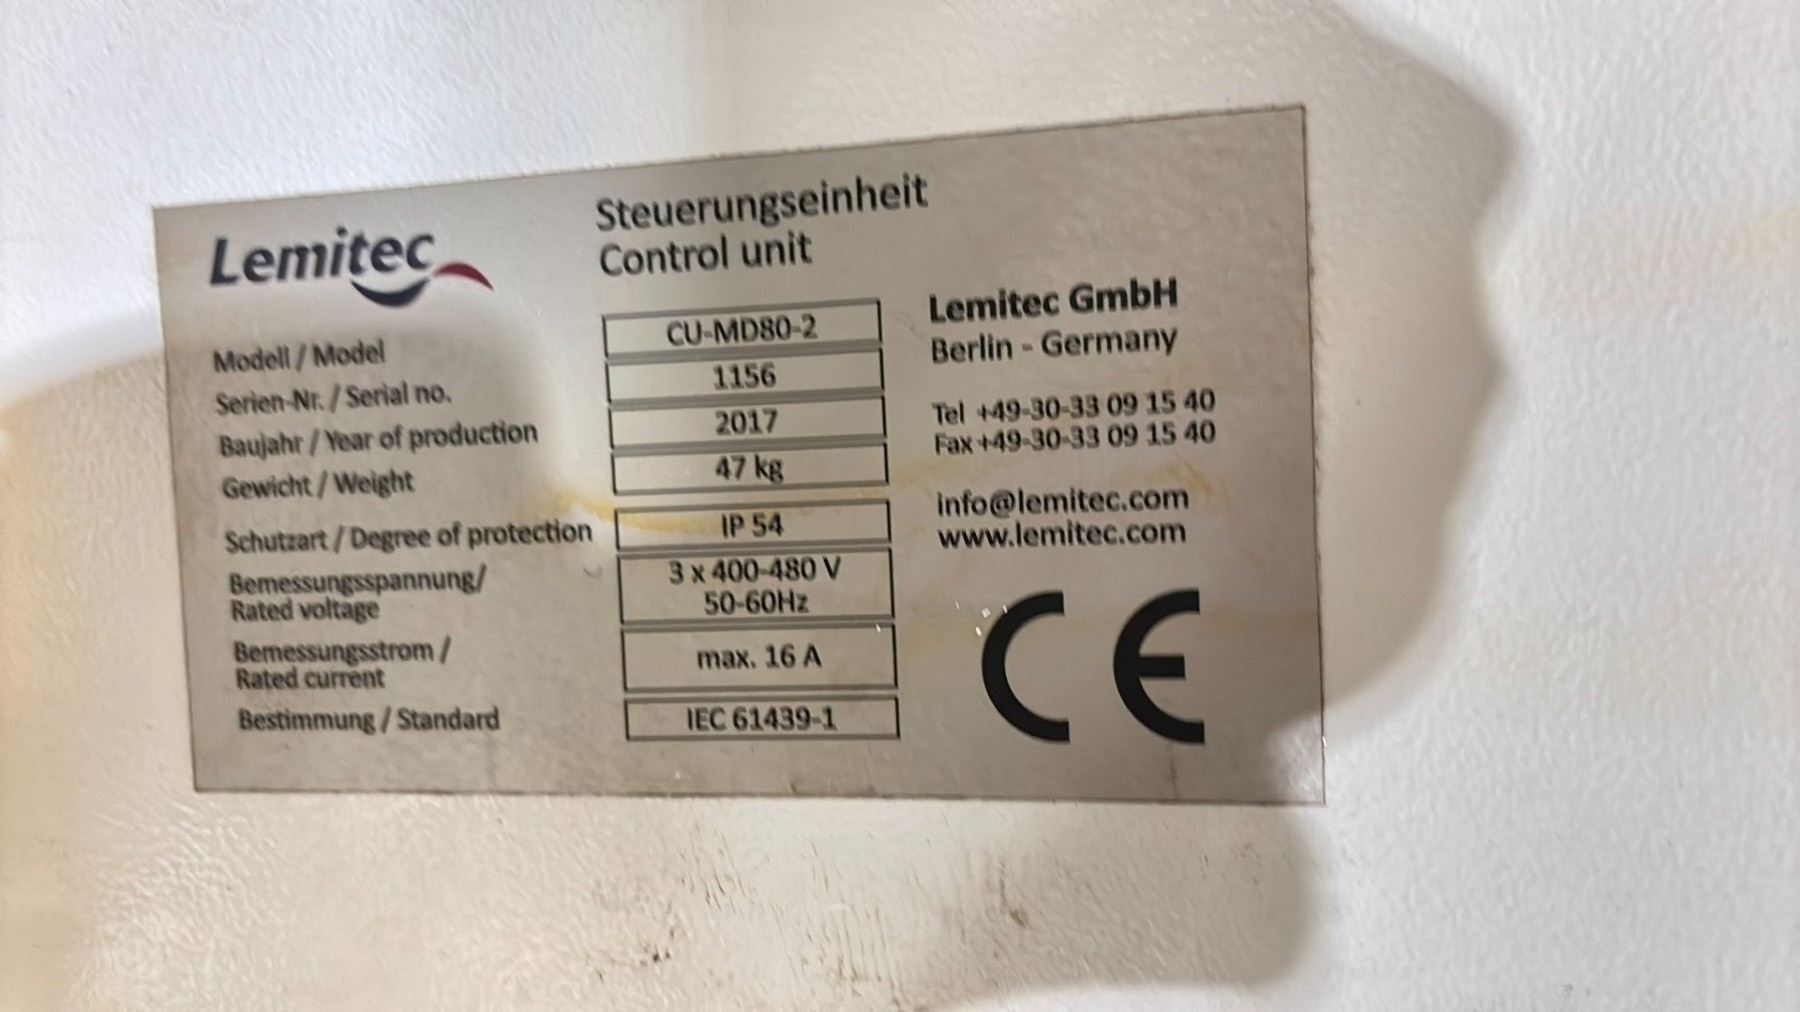 Lemitec
Steuerungseinheit
Control unit
Modell / Model
CU-MD80-2
Serien-Nr. / Serial no.
1156
Baujahr / Year of production
2017
Gewicht / Weight
47 kg
Schutzart / Degree of protection
IP 54
Bemessungsspannung/
Rated voltage
3 x 400-480 V
50-60Hz
Bemessungsstrom /
Rated current
max. 16 A
Bestimmung / Standard
IEC 61439-1
Lemitec GmbH
Berlin - Germany
Tel +49-30-33 09 15 40
Fax +49-30-33 09 15 40
info@lemitec.com
www.lemitec.com
CE